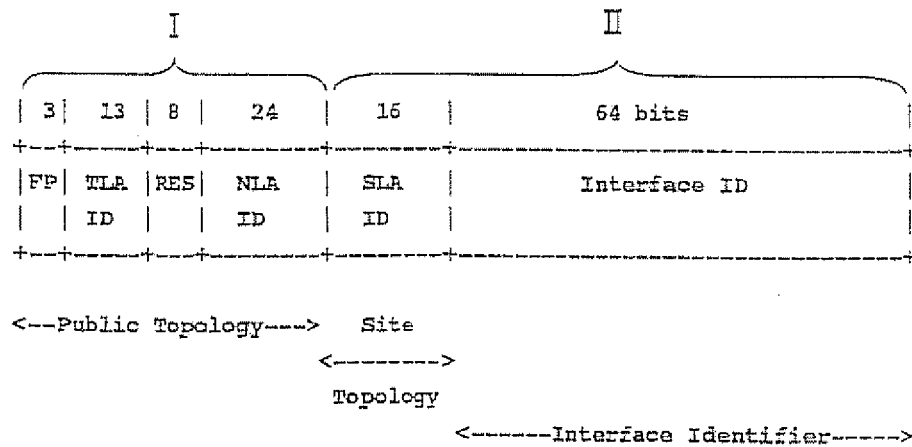 I II
| 3| 13 | 8 | 24 | 16 | 64 bits |
+--+-----+---+--------+--------+--------------------------------+
|FP| TLA |RES| NLA | SLA | Interface ID |
| | ID | | ID | ID | |
+--+-----+---+--------+--------+--------------------------------+
<--Public Topology---> Site
<-------->
Topology
<------Interface Identifier----->